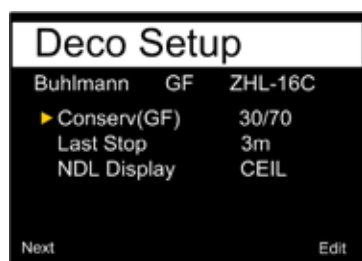 Deco Setup
Buhlmann GF ZHL-16C
Conserv(GF) 30/70
Last Stop 3m
NDL Display CEIL
Next Edit